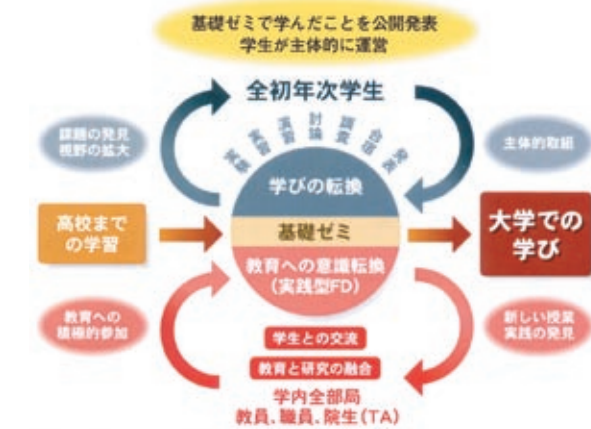 基礎ゼミで学んだことを公開発表
学生が主体的に運営
全初年次学生
課題の発見
視野の拡大
見学
実習
演習
討論
調査
合宿
発表
主体的取組
学びの転換
高校まで
の学習
基礎ゼミ
大学での
学び
教育への意識転換
(実践型FD)
教育への
積極的参加
新しい授業
実践の発見
学生との交流
教育と研究の融合
学内全部局
教員、職員、院生(TA)